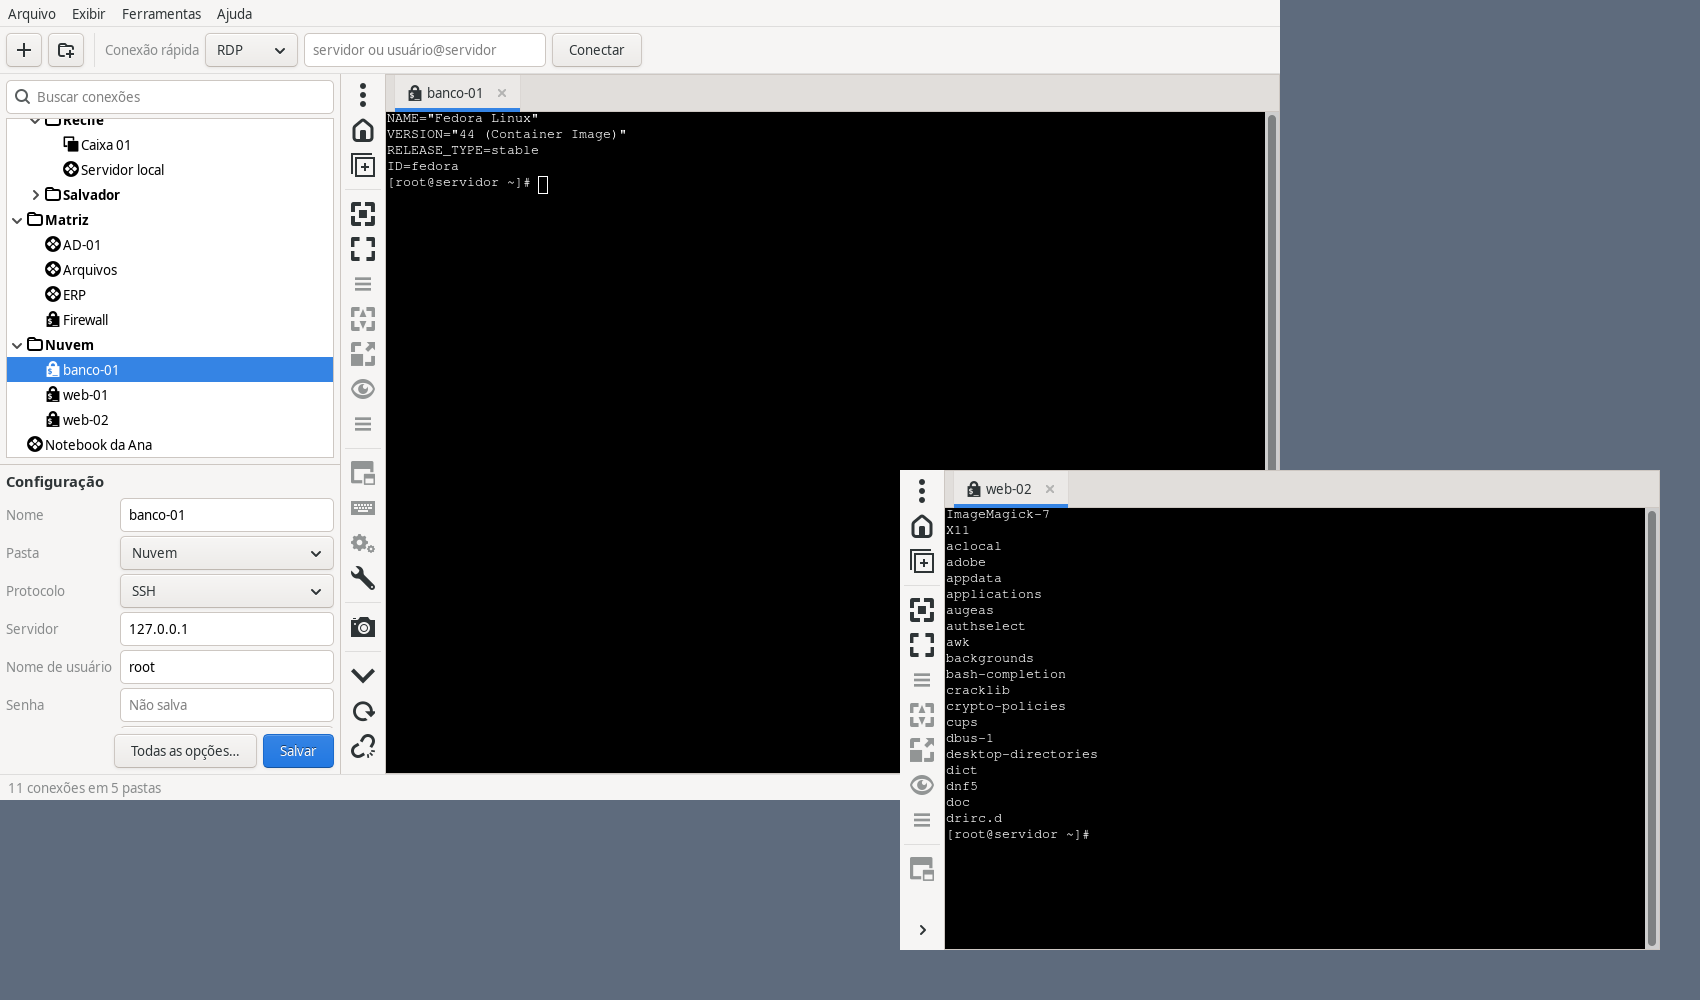 Arquivo Exibir Ferramentas Ajuda
Conexão rápida RDP servidor ou usuário@servidor Conectar
Buscar conexões
Recife
Caixa 01
Servidor local
Salvador
Matriz
AD-01
Arquivos
ERP
Firewall
Nuvem
banco-01
web-01
web-02
Notebook da Ana
Configuração
Nome banco-01
Pasta Nuvem
Protocolo SSH
Servidor 127.0.0.1
Nome de usuário root
Senha Não salva
Todas as opções... Salvar
11 conexões em 5 pastas
banco-01
NAME="Fedora Linux"
VERSION="44 (Container Image)"
RELEASE_TYPE=stable
ID=fedora
[root@servidor ~]#
web-02
ImageMagick-7
X11
aclocal
adobe
appdata
applications
augeas
authselect
awk
backgrounds
bash-completion
cracklib
crypto-policies
cups
dbus-1
desktop-directories
dict
dnf5
doc
drirc.d
[root@servidor ~]#